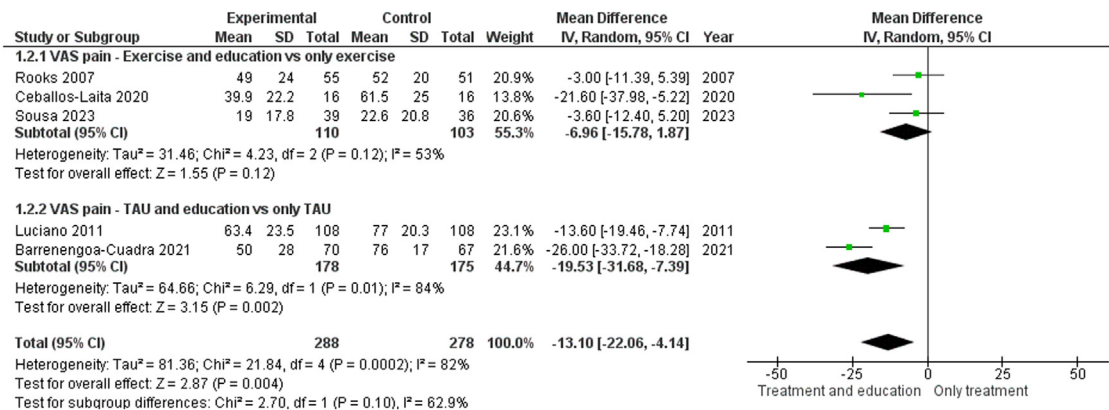 Experimental Control Mean Difference Mean Difference
Study or Subgroup Mean SD Total Mean SD Total Weight IV, Random, 95% CI Year IV, Random, 95% CI
1.2.1 VAS pain - Exercise and education vs only exercise
Rooks 2007 49 24 55 52 20 51 20.9% -3.00 [-11.39, 5.39] 2007
Ceballos-Laita 2020 39.9 22.2 16 61.5 25 16 13.8% -21.60 [-37.98, -5.22] 2020
Sousa 2023 19 17.8 39 22.6 20.8 36 20.6% -3.60 [-12.40, 5.20] 2023
Subtotal (95% CI) 110 103 55.3% -6.96 [-15.78, 1.87]
Heterogeneity: Tau² = 31.46; Chi² = 4.23, df = 2 (P = 0.12); I² = 53%
Test for overall effect: Z = 1.55 (P = 0.12)
1.2.2 VAS pain - TAU and education vs only TAU
Luciano 2011 63.4 23.5 108 77 20.3 108 23.1% -13.60 [-19.46, -7.74] 2011
Barrenengoa-Cuadra 2021 50 28 70 76 17 67 21.6% -26.00 [-33.72, -18.28] 2021
Subtotal (95% CI) 178 175 44.7% -19.53 [-31.68, -7.39]
Heterogeneity: Tau² = 64.66; Chi² = 6.29, df = 1 (P = 0.01); I² = 84%
Test for overall effect: Z = 3.15 (P = 0.002)
Total (95% CI) 288 278 100.0% -13.10 [-22.06, -4.14]
Heterogeneity: Tau² = 81.36; Chi² = 21.84, df = 4 (P = 0.0002); I² = 82%
Test for overall effect: Z = 2.87 (P = 0.004)
Test for subgroup differences: Chi² = 2.70, df = 1 (P = 0.10), I² = 62.9%
-50 -25 0 25 50
Treatment and education Only treatment